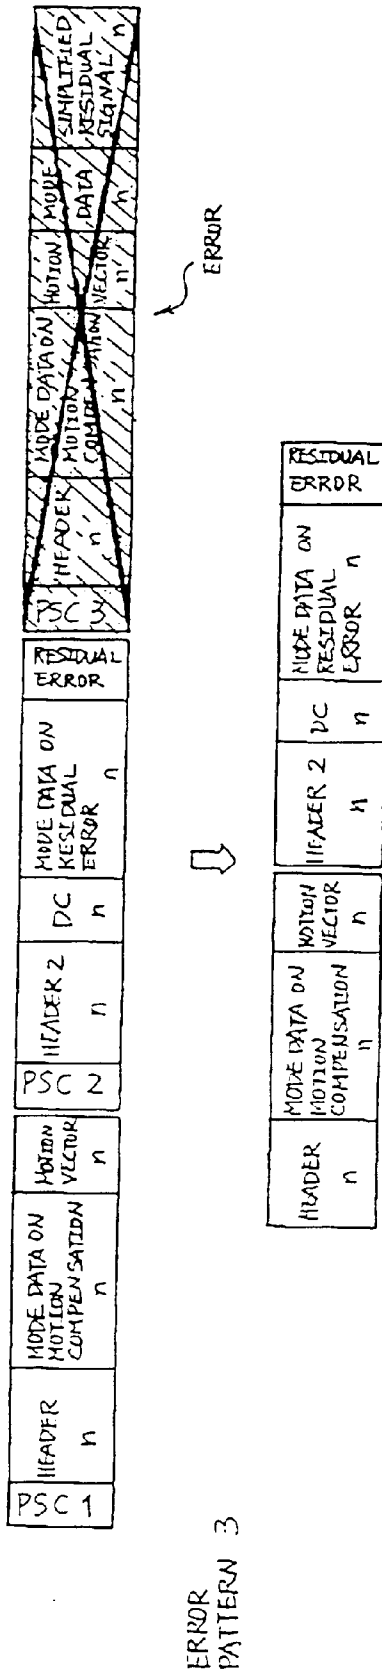 ERROR
PATTERN 3
PSC 1
HEADER
n
MODE DATA ON
MOTION
COMPENSATION
n
MOTION
VECTOR
n
PSC 2
HEADER 2
n
DC
n
MODE DATA ON
RESIDUAL
ERROR
n
RESIDUAL
ERROR
PSC 3
HEADER
n
MODE DATA ON
MOTION
COMPENSATION
n
MOTION
VECTOR
n
MODE
DATA
n
SIMPLIFIED
RESIDUAL
SIGNAL
n
ERROR
HEADER
n
MODE DATA ON
MOTION
COMPENSATION
n
MOTION
VECTOR
n
HEADER 2
n
DC
n
MODE DATA ON
RESIDUAL
ERROR
n
RESIDUAL
ERROR